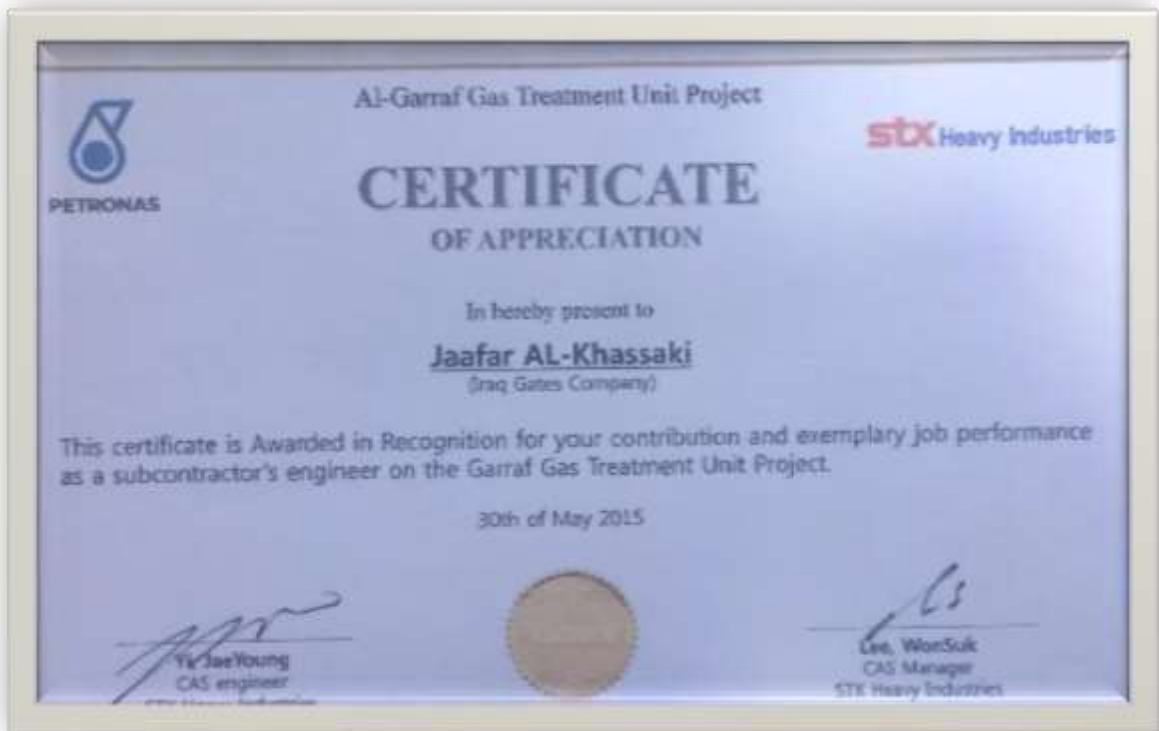 Al-Garraf Gas Treatment Unit Project
PETRONAS
stx Heavy Industries
CERTIFICATE
OF APPRECIATION
In hereby present to
Jaafar AL-Khassaki
(Iraq Gates Company)
This certificate is Awarded in Recognition for your contribution and exemplary job performance
as a subcontractor's engineer on the Garraf Gas Treatment Unit Project.
30th of May 2015
JaeYoung
CAS engineer
Lee, WonSuk
CAS Manager
STX Heavy Industries